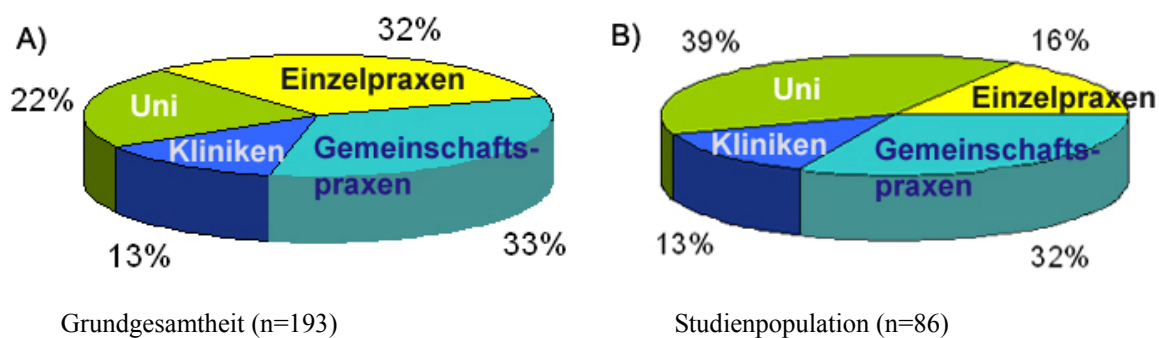 A)
32%
Einzelpraxen
22%
Uni
Kliniken
Gemeinschafts-
praxen
13%
33%
Grundgesamtheit (n=193)
B)
39%
16%
Uni
Einzelpraxen
Kliniken
Gemeinschafts-
praxen
13%
32%
Studienpopulation (n=86)